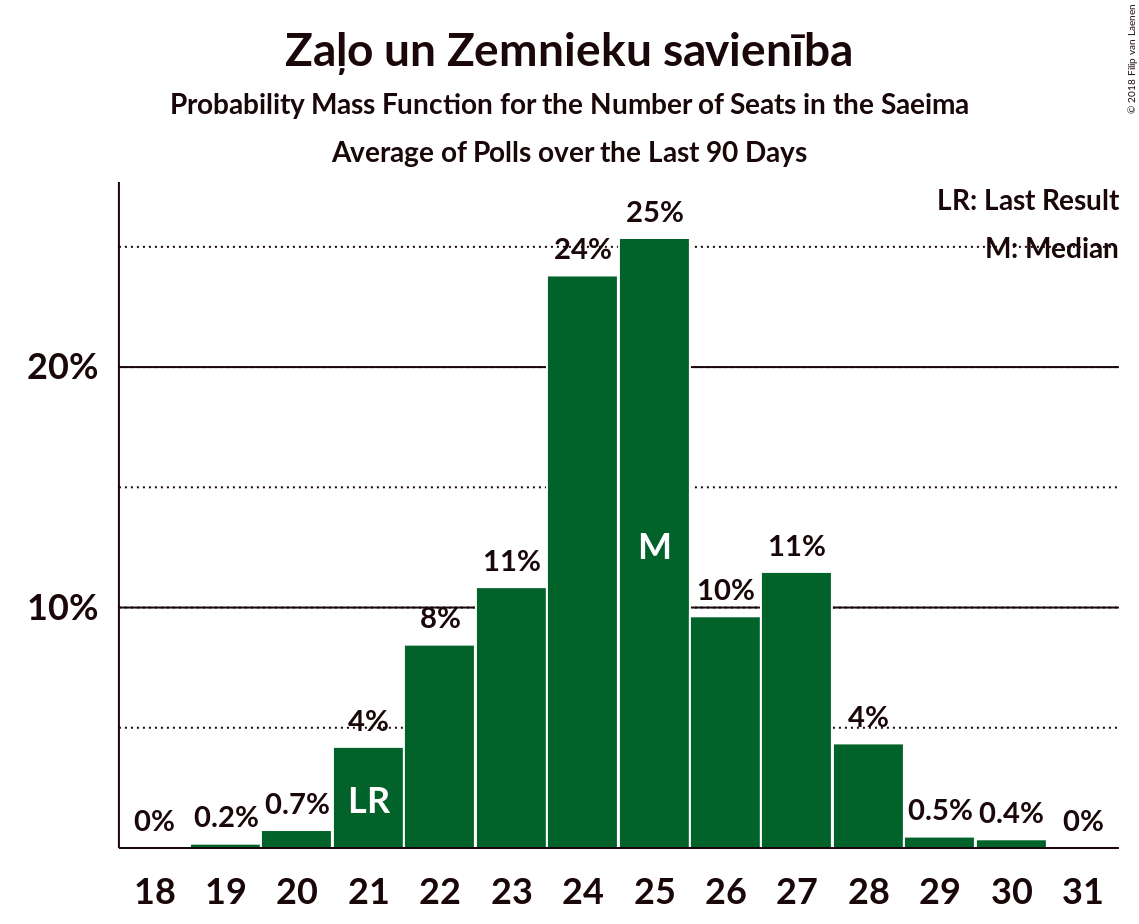 Zaļo un Zemnieku savienība
Probability Mass Function for the Number of Seats in the Saeima
Average of Polls over the Last 90 Days
© 2018 Filip van Laenen
LR: Last Result
M: Median
25%
24%
20%
M
11%
11%
10%
10%
8%
4%
4%
LR
0%
0.2%
0.7%
0.5%
0.4%
0%
18 19 20 21 22 23 24 25 26 27 28 29 30 31